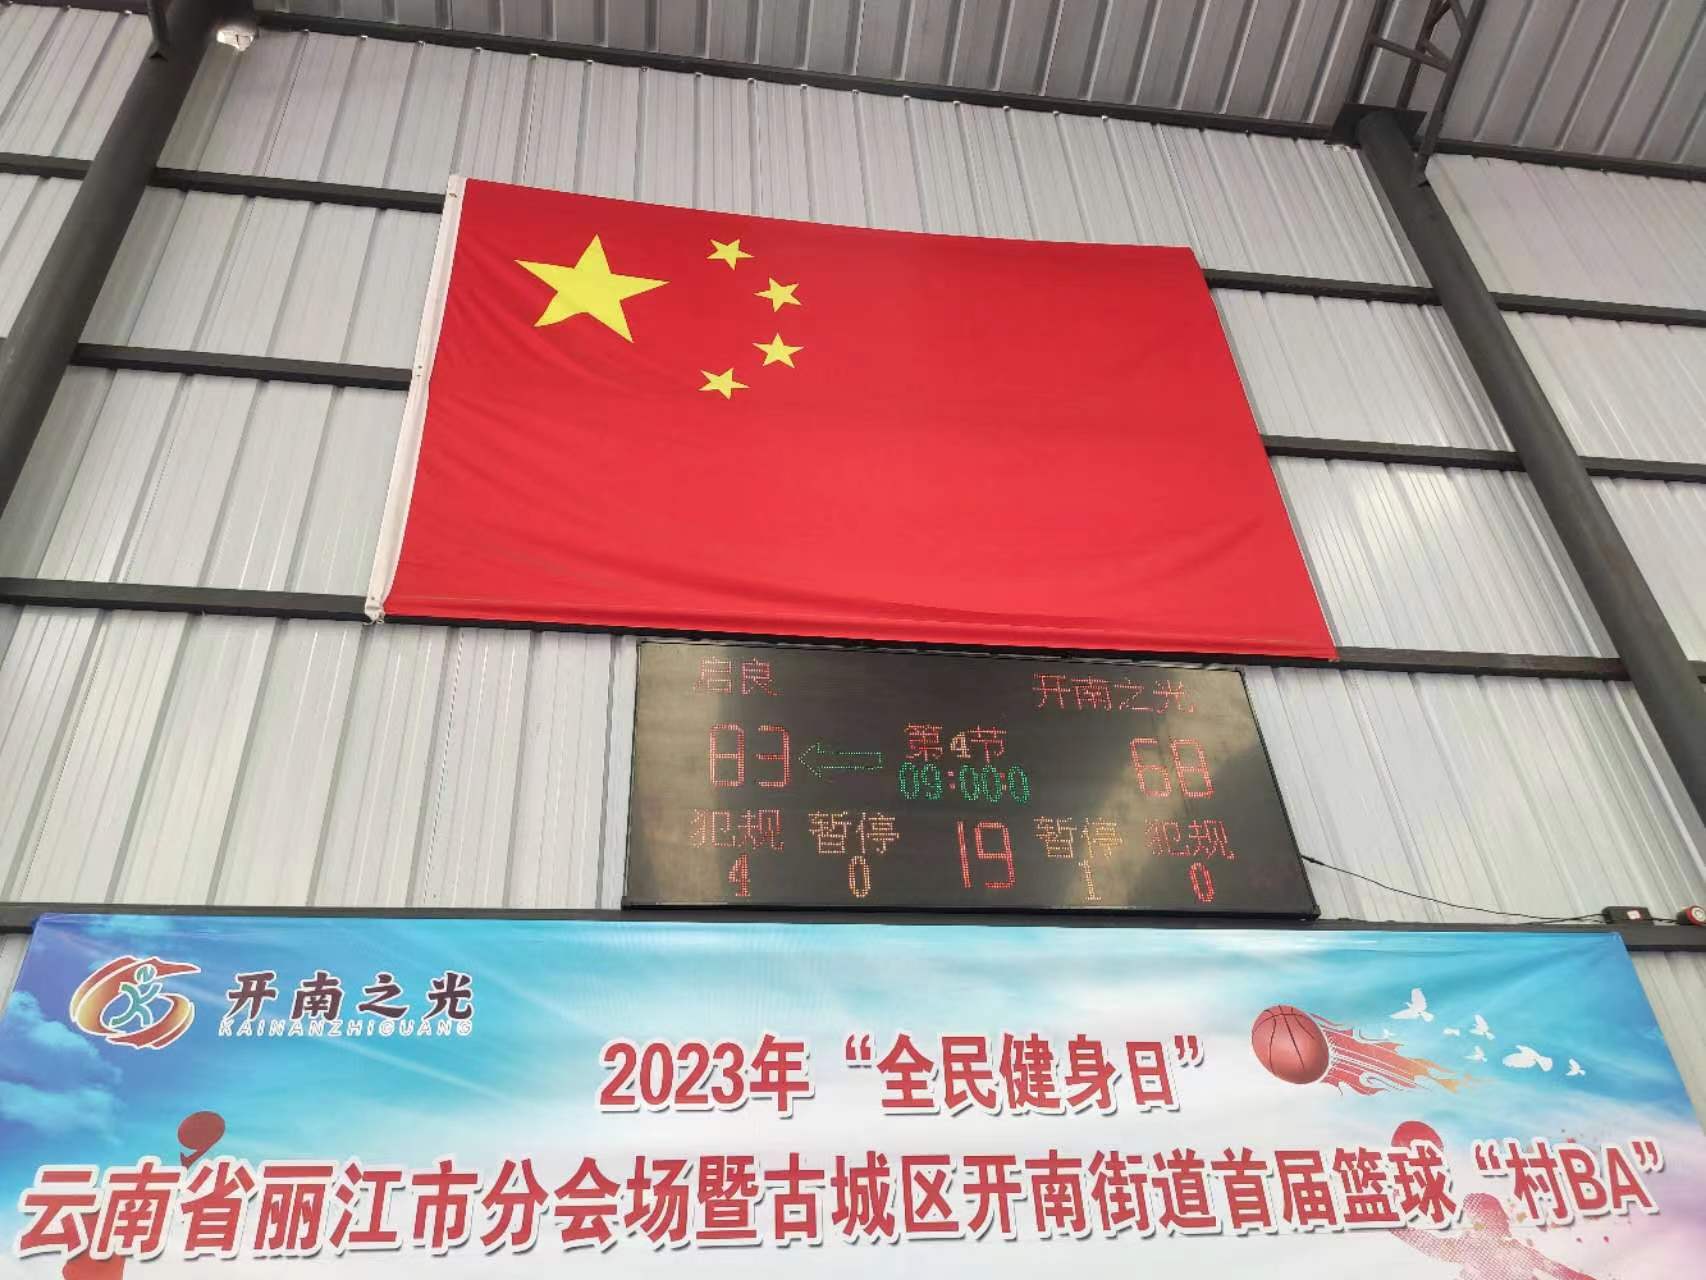 启良 开南之光
83 第4节 68
09:00:0
犯规 暂停 19 暂停 犯规
4 0 1 0
开南之光
KAINANZHIGUANG
2023年“全民健身日”
云南省丽江市分会场暨古城区开南街道首届篮球“村BA”